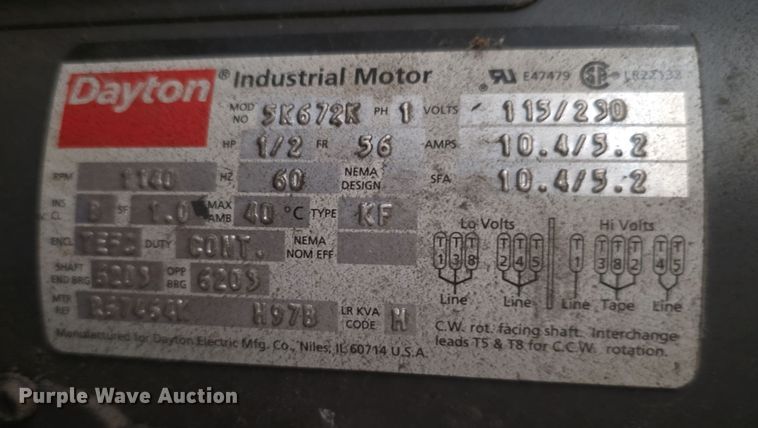 Dayton® Industrial Motor E47479
MOD NO 5K672K PH 1 VOLTS 115/230
HP 1/2 FR 56 AMPS 10.4/5.2
RPM 1140 HZ 60 NEMA DESIGN SFA 10.4/5.2
INS CL B SF 1.0 MAX AMB 40 °C TYPE KF
ENCL TEFC DUTY CONT. NEMA NOM EFF
SHAFT END BRG 6203 OPP BRG 6203
MTR REF H97B LR KVA CODE H
Lo Volts Hi Volts
T1 T3 T8 T2 T4 T5 T1 T3 T8 T2 T4 T5
Line Line Line Tape Line
C.W. rot. facing shaft. Interchange
leads T5 & T8 for C.C.W. rotation.
Manufactured for Dayton Electric Mfg. Co., Niles, IL 60714 U.S.A.
Purple Wave Auction